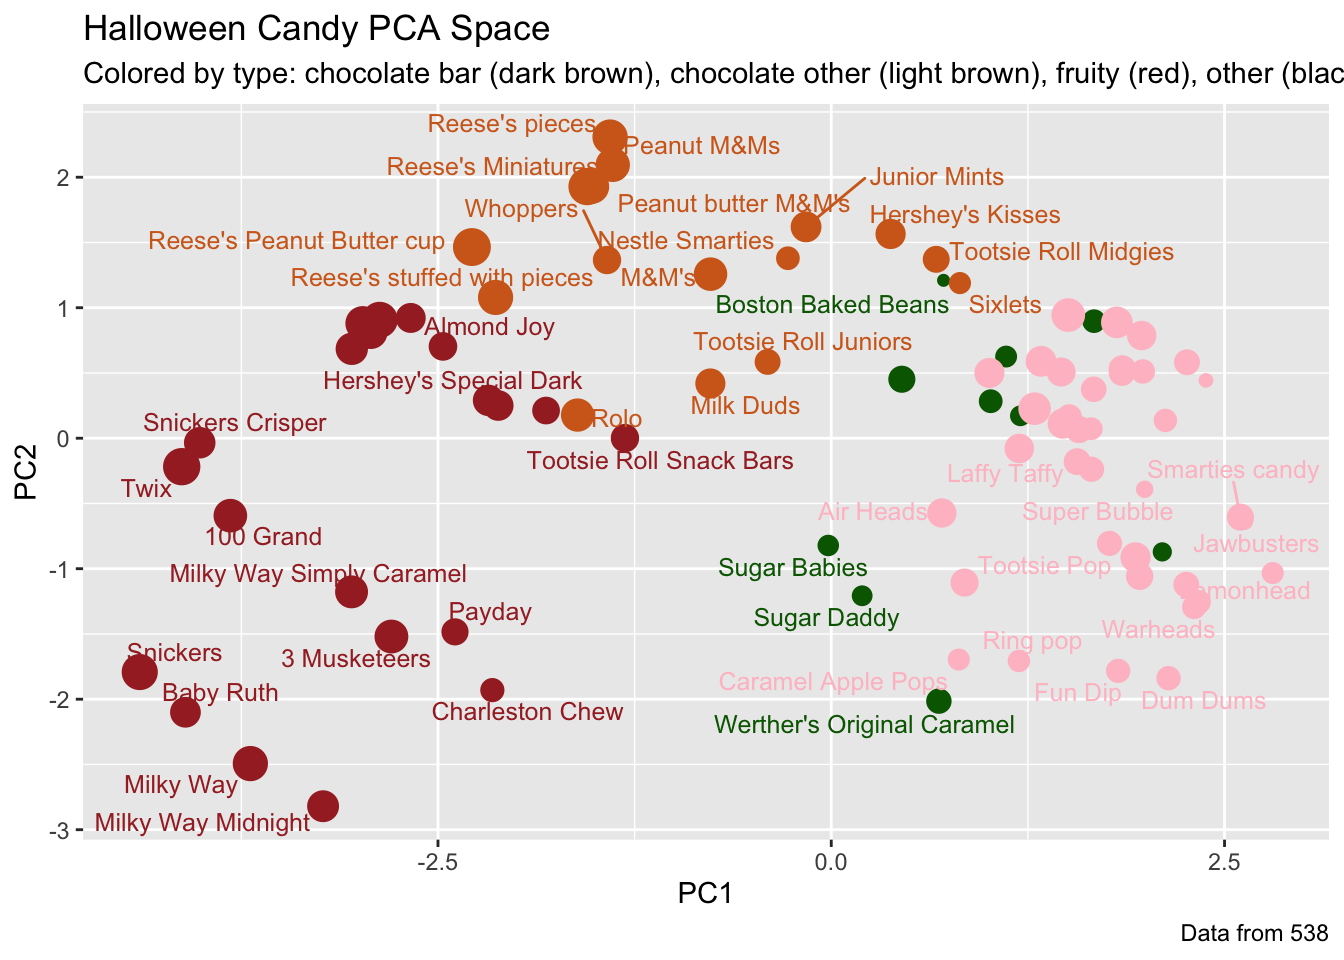 Halloween Candy PCA Space
Colored by type: chocolate bar (dark brown), chocolate other (light brown), fruity (red), other (blac
Reese's pieces
Peanut M&Ms
Reese's Miniatures
Junior Mints
Whoppers
Peanut butter M&M's
Hershey's Kisses
Reese's Peanut Butter cup
Nestle Smarties
Tootsie Roll Midgies
Reese's stuffed with pieces
M&M's
Boston Baked Beans
Sixlets
Almond Joy
Tootsie Roll Juniors
Hershey's Special Dark
Milk Duds
Snickers Crisper
Rolo
Tootsie Roll Snack Bars
Laffy Taffy
Smarties candy
Twix
Air Heads
Super Bubble
100 Grand
Jawbusters
Sugar Babies
Tootsie Pop
Milky Way Simply Caramel
emonhead
Payday
Sugar Daddy
Warheads
Ring pop
Snickers
3 Musketeers
Caramel Apple Pops
Baby Ruth
Fun Dip
Dum Dums
Charleston Chew
Werther's Original Caramel
Milky Way
Milky Way Midnight
2
1
0
-1
-2
-3
PC2
-2.5
0.0
2.5
PC1
Data from 538